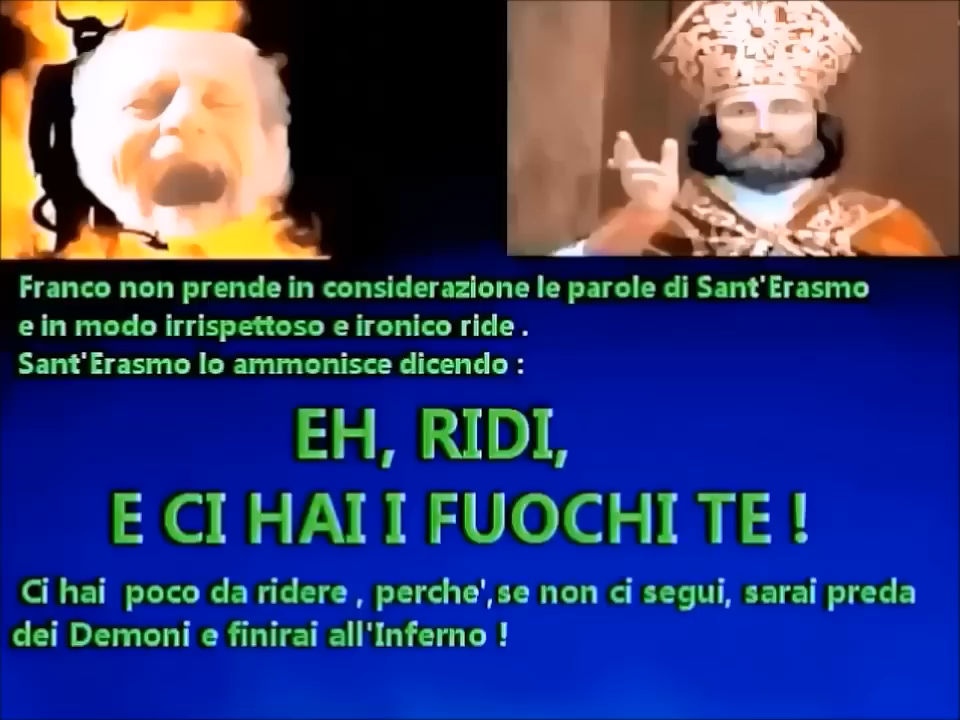 Franco non prende in considerazione le parole di Sant'Erasmo
e in modo irrispettoso e ironico ride .
Sant'Erasmo lo ammonisce dicendo :
EH, RIDI,
E CI HAI I FUOCHI TE !
Ci hai poco da ridere , perche',se non ci segui, sarai preda
dei Demoni e finirai all'Inferno !